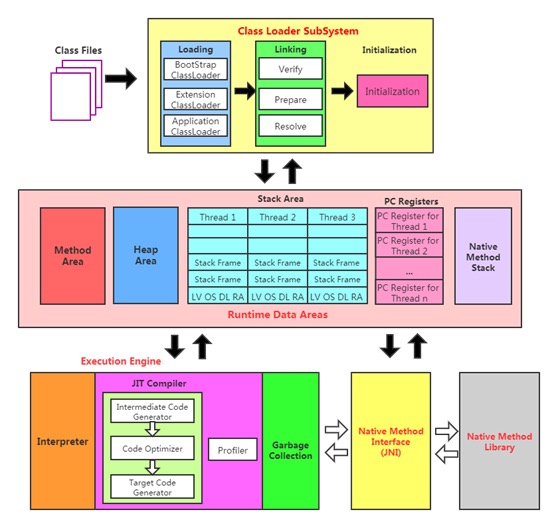 Class Loader SubSystem
Class Files
Loading
BootStrap
ClassLoader
Extension
ClassLoader
Application
ClassLoader
Linking
Verify
Prepare
Resolve
Initialization
Initialization
Stack Area
PC Registers
Method
Area
Heap
Area
Thread 1
Thread 2
Thread 3
Stack Frame
Stack Frame
Stack Frame
Stack Frame
Stack Frame
Stack Frame
LV OS DL RA
LV OS DL RA
LV OS DL RA
PC Register for
Thread 1
PC Register for
Thread 2
...
PC Register for
Thread n
Native
Method
Stack
Runtime Data Areas
Execution Engine
Interpreter
JIT Compiler
Intermediate Code
Generator
Code Optimizer
Target Code
Generator
Profiler
Garbage
Collection
Native Method
Interface
(JNI)
Native Method
Library